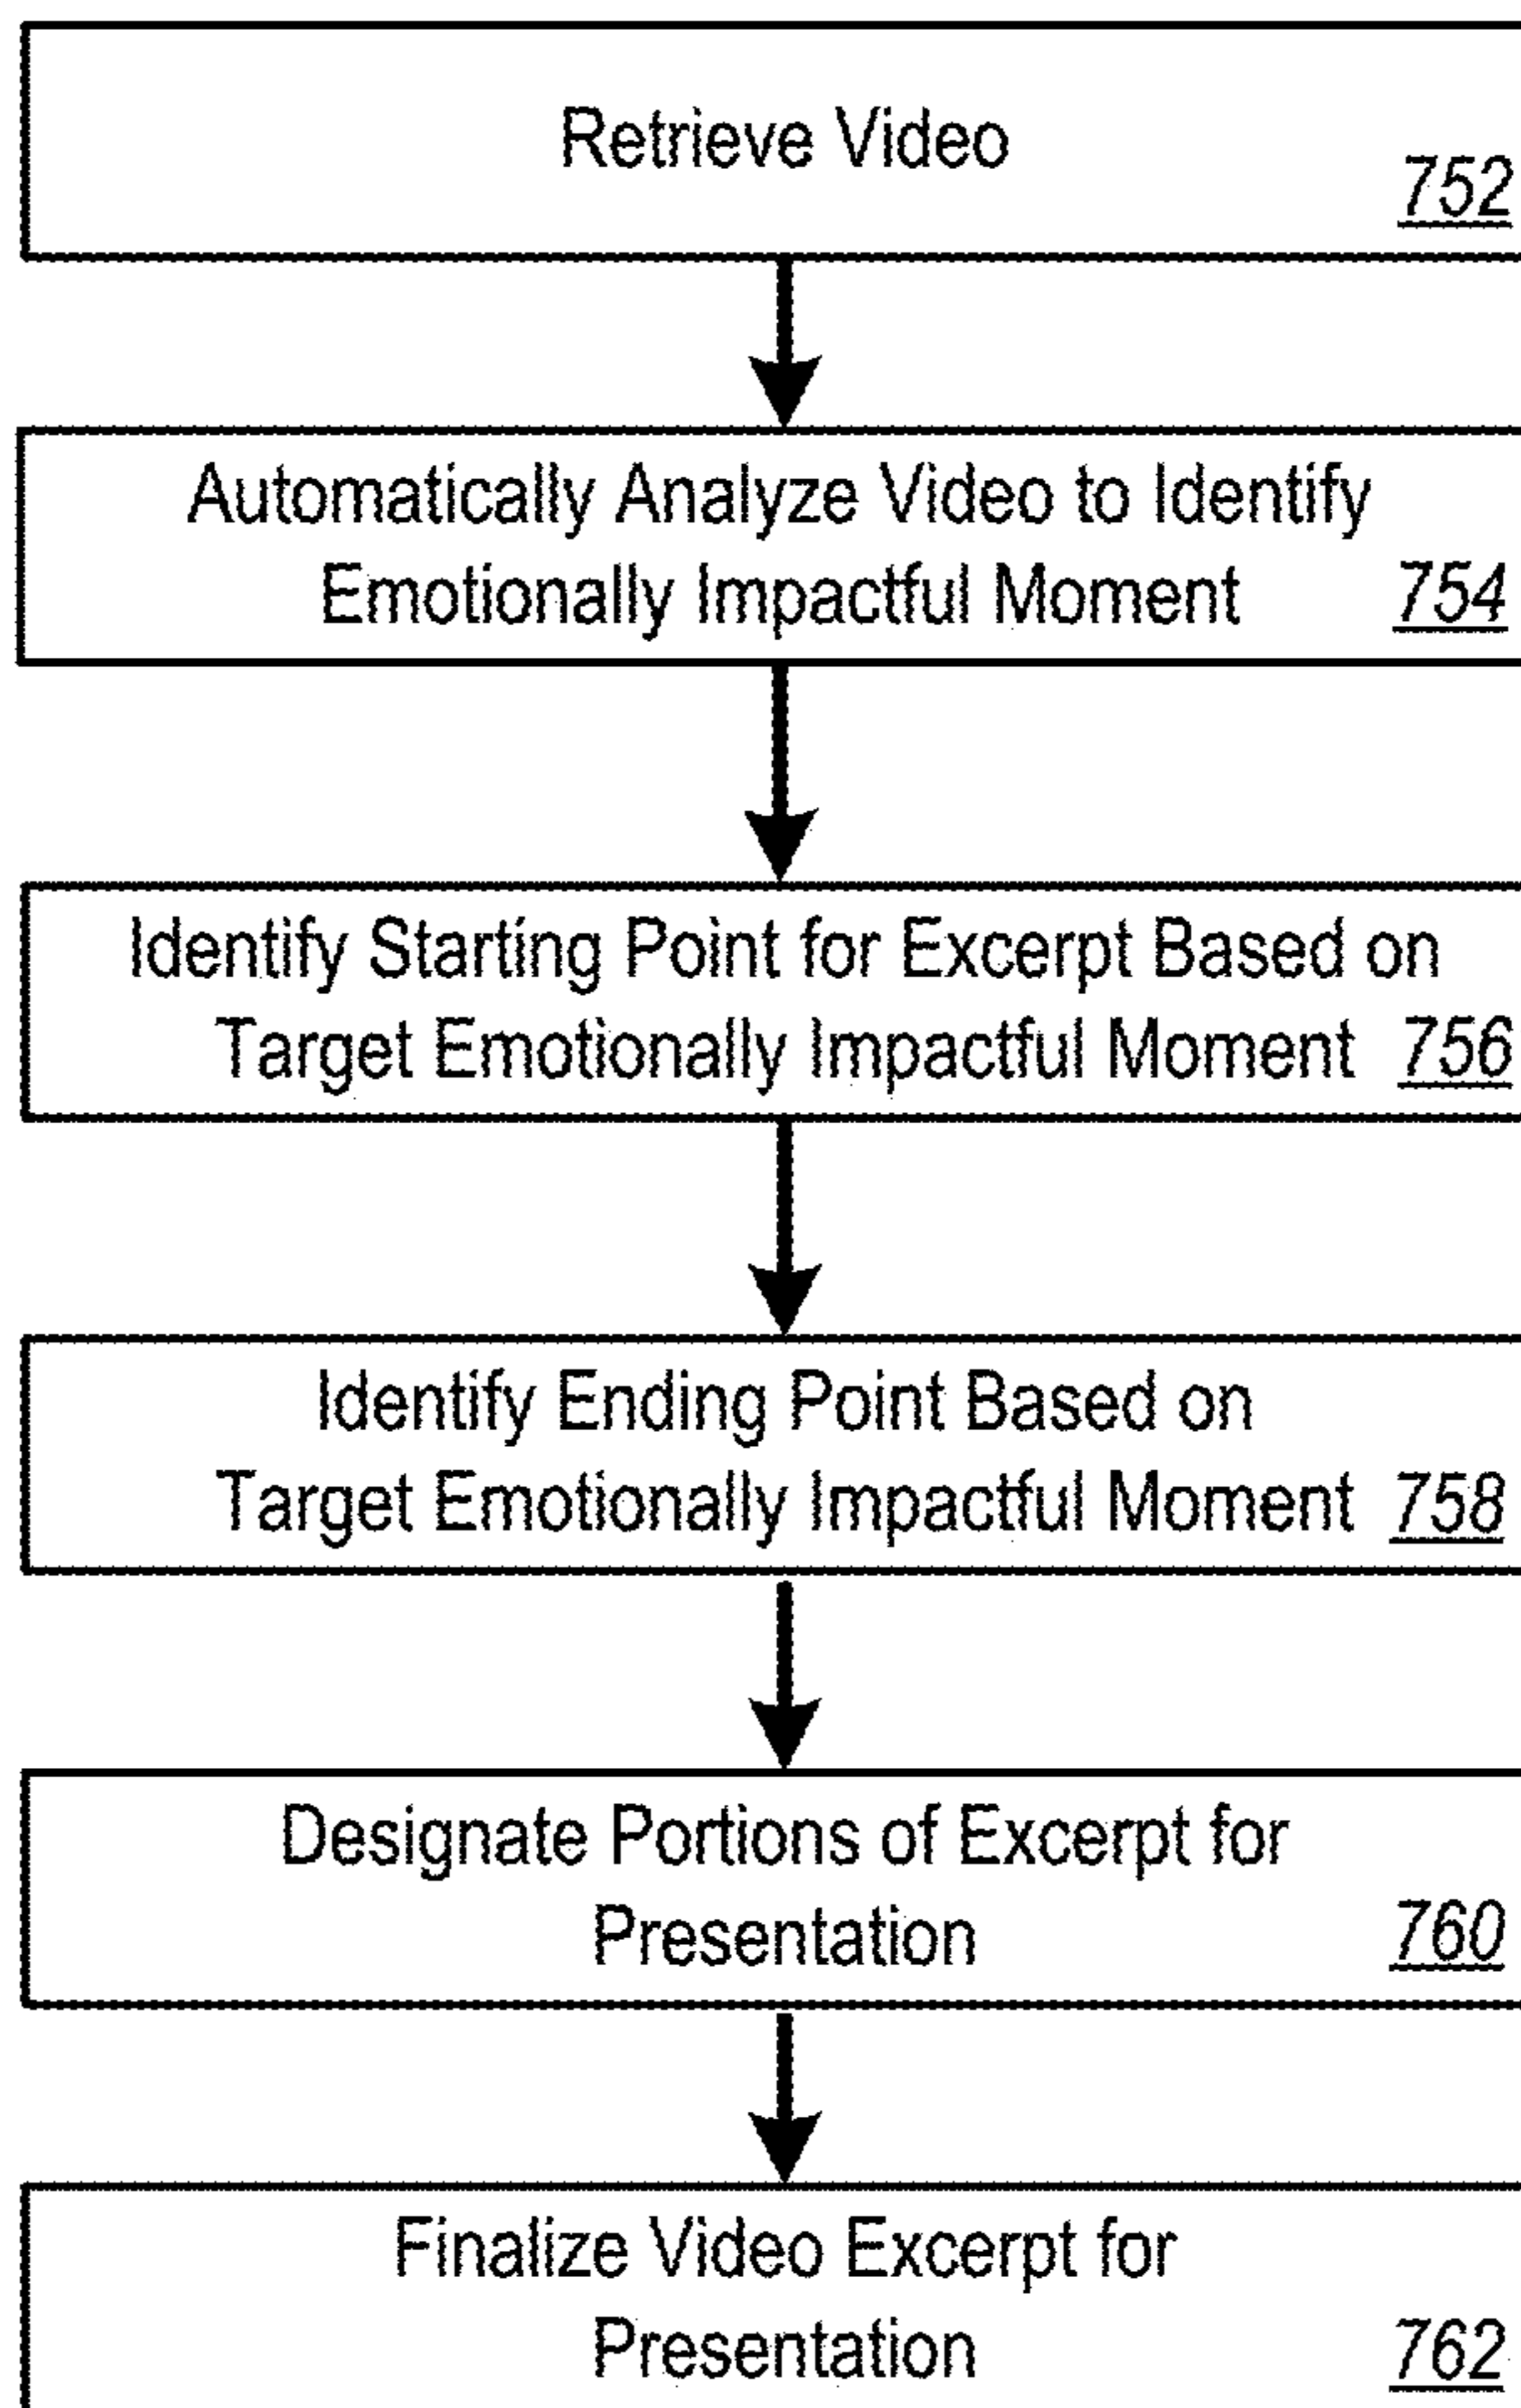 Retrieve Video
752
Automatically Analyze Video to Identify
Emotionally Impactful Moment 754
Identify Starting Point for Excerpt Based on
Target Emotionally Impactful Moment 756
Identify Ending Point Based on
Target Emotionally Impactful Moment 758
Designate Portions of Excerpt for
Presentation 760
Finalize Video Excerpt for
Presentation 762